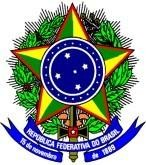 REPÚBLICA FEDERATIVA DO BRASIL
15 de novembro de 1889